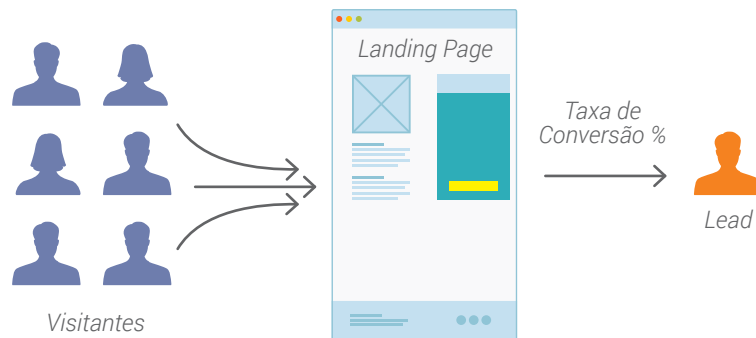 Landing Page
Taxa de
Conversão %
Lead
Visitantes